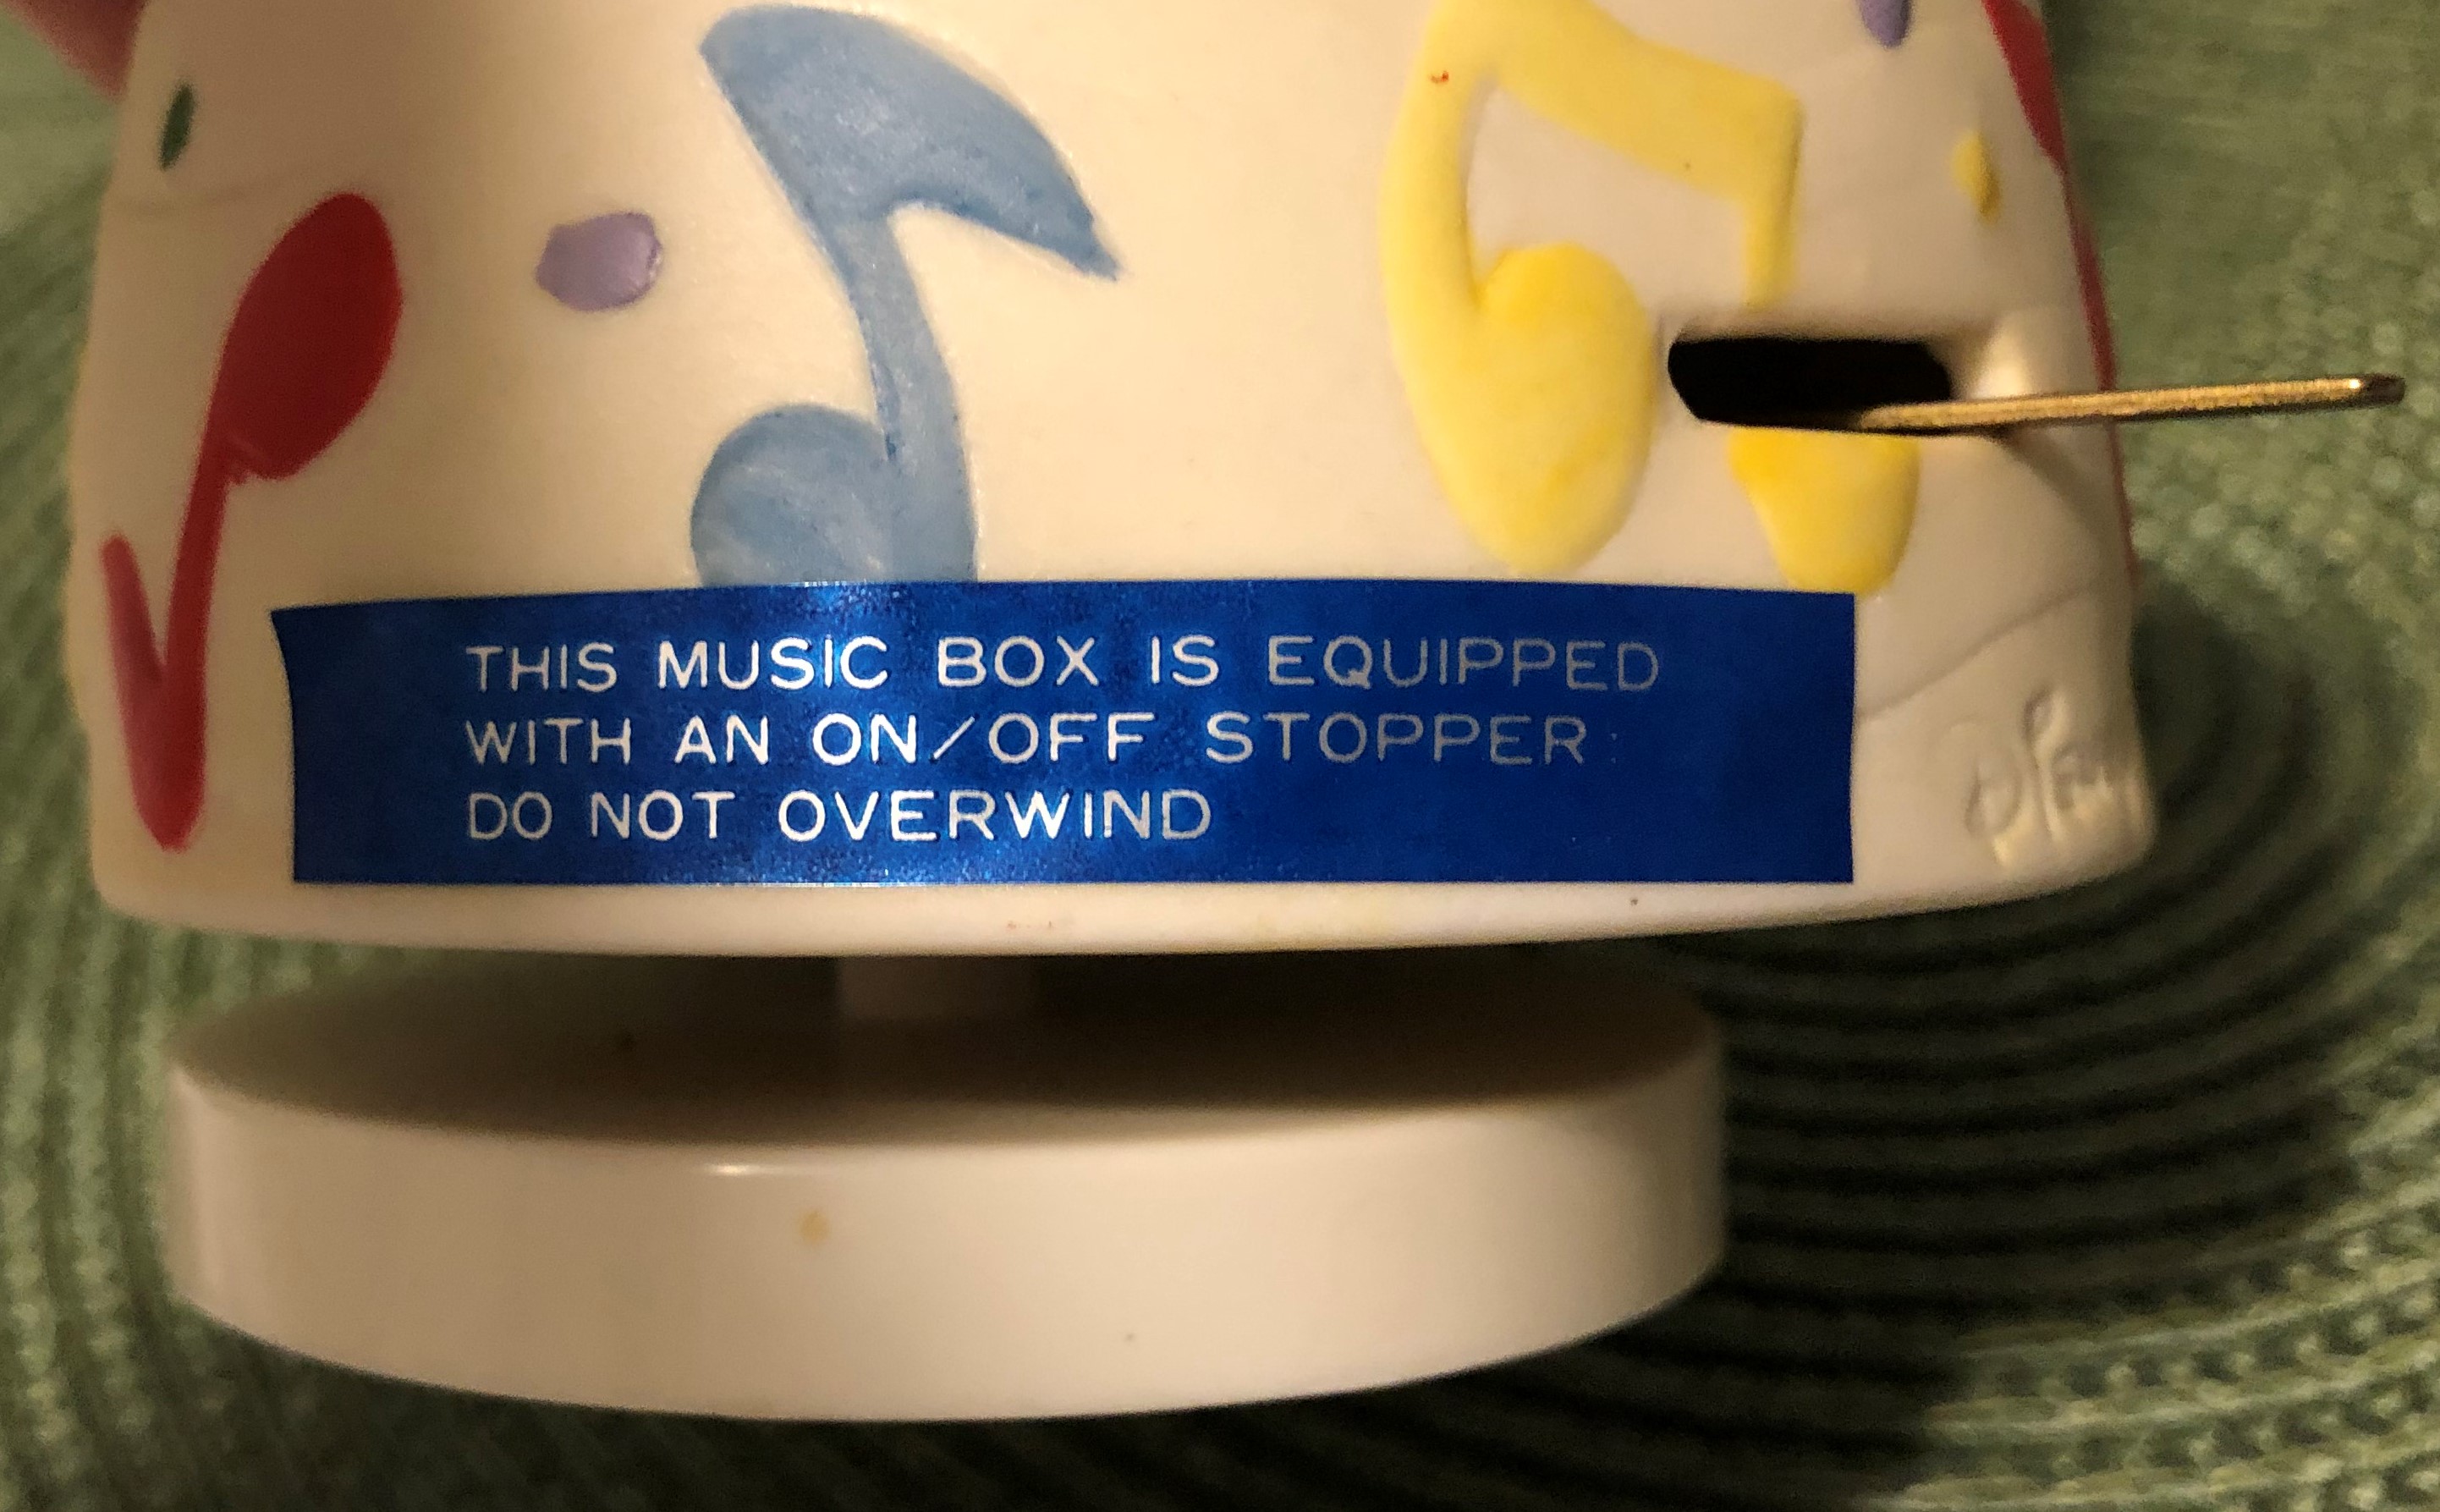 THIS MUSIC BOX IS EQUIPPED
WITH AN ON/OFF STOPPER
DO NOT OVERWIND